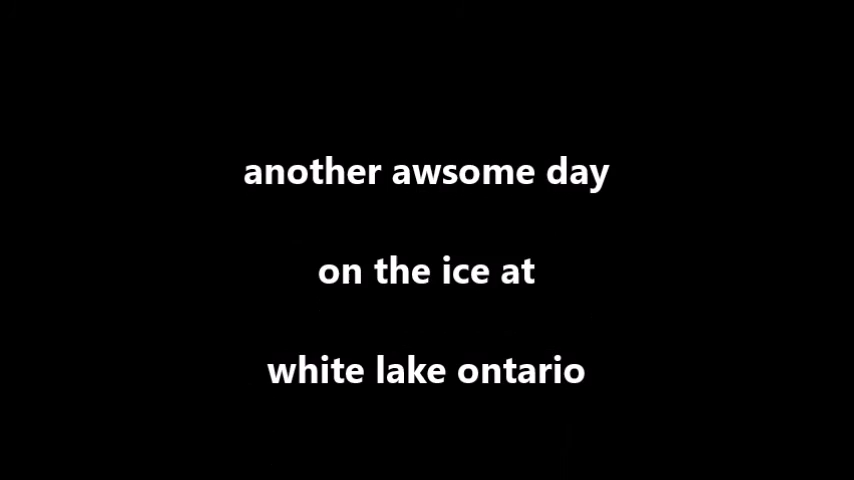 another awsome day
on the ice at
white lake ontario